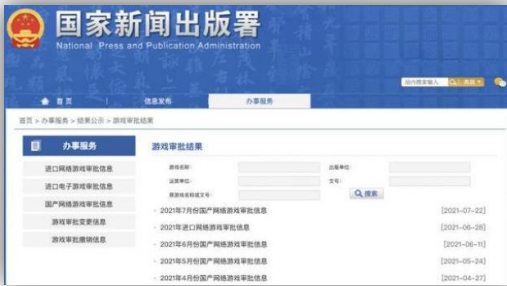 国家新闻出版署
National Press and Publication Administration
首页
信息发布
办事服务
首页 > 办事服务 > 结果公示 > 游戏审批结果
办事服务
游戏审批结果
进口网络游戏审批信息
进口电子游戏审批信息
国产网络游戏审批信息
游戏审批变更信息
游戏审批撤销信息
游戏名称：
出版单位：
运营单位：
文号：
原游戏名称或文号：
搜索
· 2021年7月份国产网络游戏审批信息 [2021-07-22]
· 2021年进口网络游戏审批信息 [2021-06-28]
· 2021年6月份国产网络游戏审批信息 [2021-06-11]
· 2021年5月份国产网络游戏审批信息 [2021-05-24]
· 2021年4月份国产网络游戏审批信息 [2021-04-27]